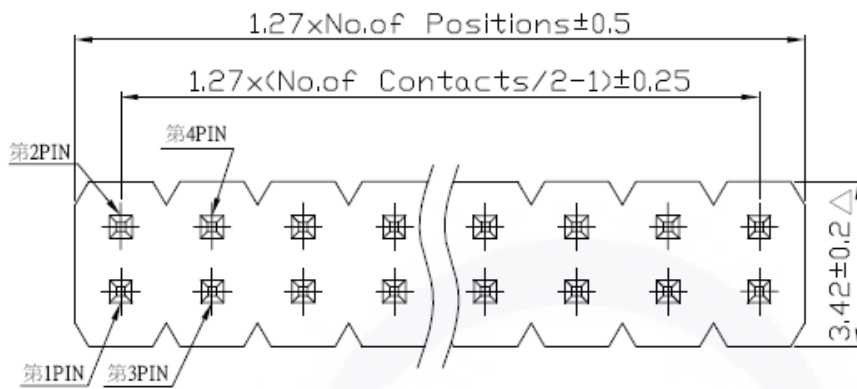 1.27xNo.of Positions±0.5
1.27x(No.of Contacts/2-1)±0.25
第2PIN
第4PIN
3.42±0.2△
第1PIN
第3PIN